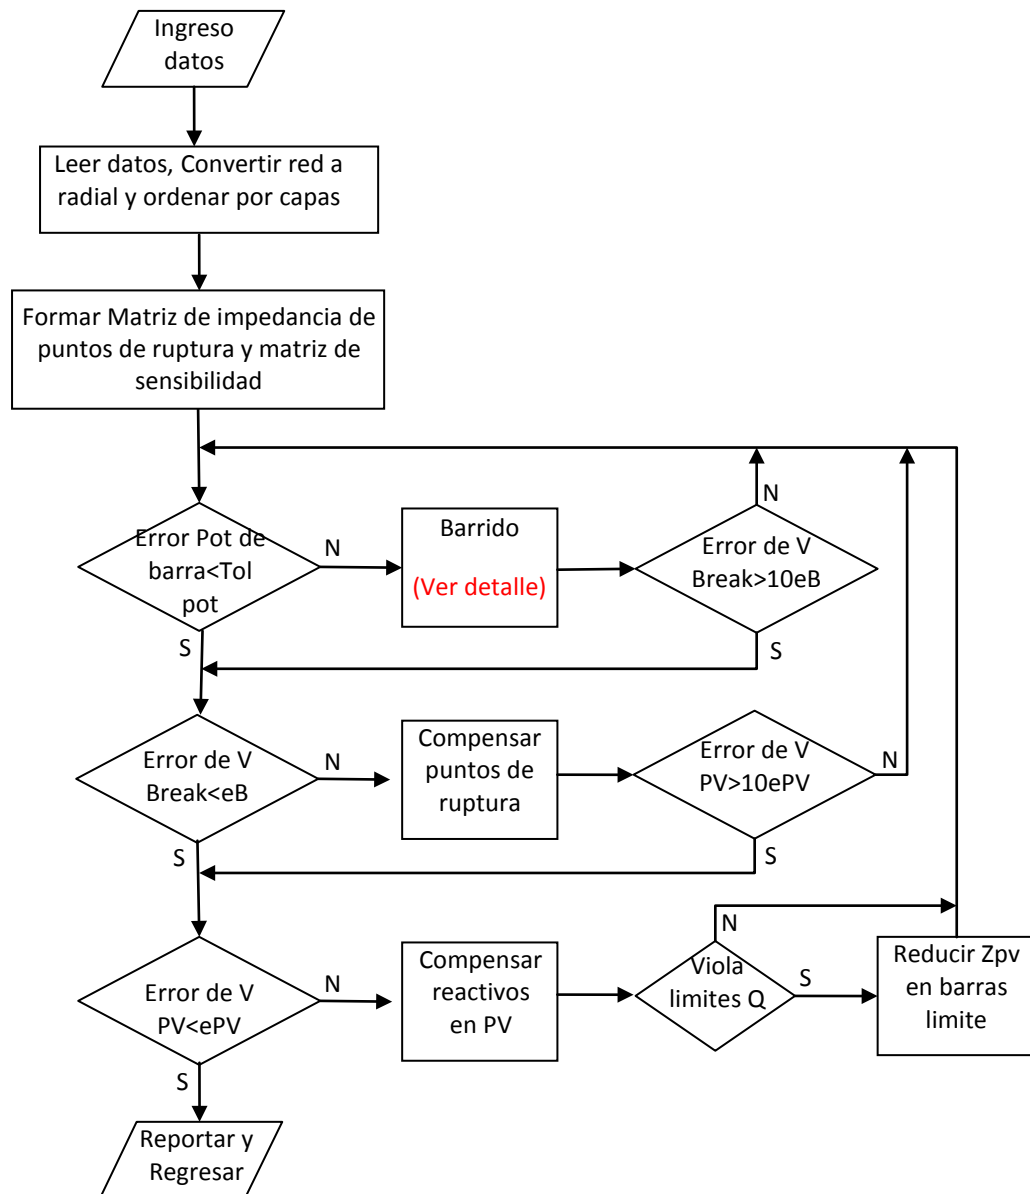 Ingreso
datos
Leer datos, Convertir red a
radial y ordenar por capas
Formar Matriz de impedancia de
puntos de ruptura y matriz de
sensibilidad
Error Pot de
barra<Tol
pot
N
S
Barrido
(Ver detalle)
Error de V
Break>10eB
N
S
Error de V
Break<eB
N
S
Compensar
puntos de
ruptura
Error de V
PV>10ePV
N
S
Error de V
PV<ePV
N
S
Compensar
reactivos
en PV
Viola
limites Q
N
S
Reducir Zpv
en barras
limite
Reportar y
Regresar